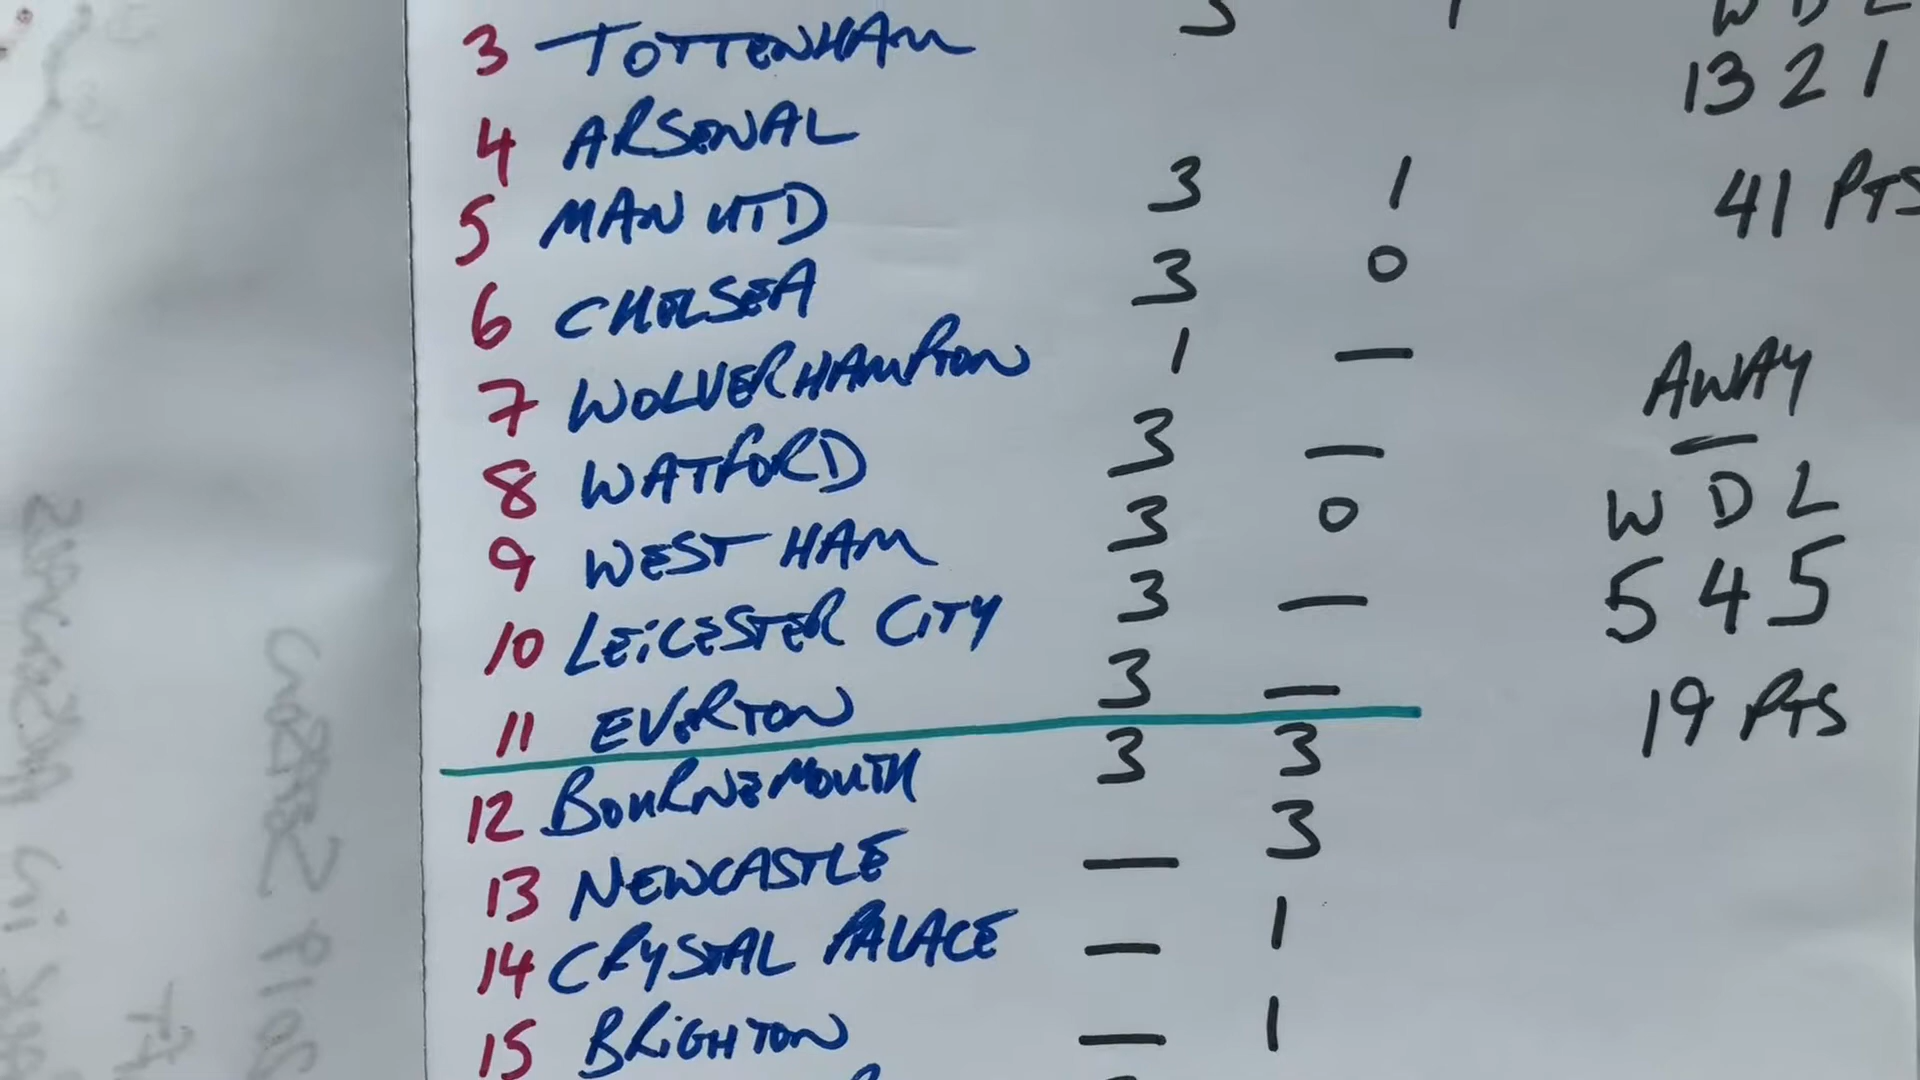 W D L
3 TOTTENHAM
13 2 1
4 ARSENAL
5 MAN UTD 3 1
41 PTS
6 CHELSEA 3 0
7 WOLVERHAMPTON 1 —
AWAY
8 WATFORD 3 —
W D L
9 WEST HAM 3 0
5 4 5
10 LEICESTER CITY 3 —
11 EVERTON 3 —
19 PTS
12 BOURNEMOUTH 3 3
13 NEWCASTLE — 3
14 CRYSTAL PALACE — 1
15 BRIGHTON — 1